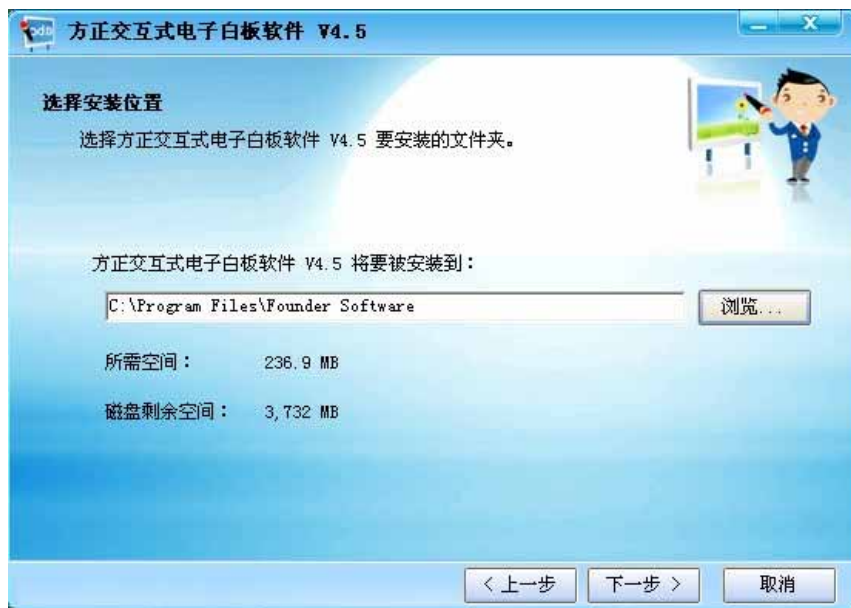 方正交互式电子白板软件 V4.5
选择安装位置
选择方正交互式电子白板软件 V4.5 要安装的文件夹。
方正交互式电子白板软件 V4.5 将要被安装到：
C:\Program Files\Founder Software
浏览...
所需空间： 236.9 MB
磁盘剩余空间： 3,732 MB
< 上一步 下一步 > 取消